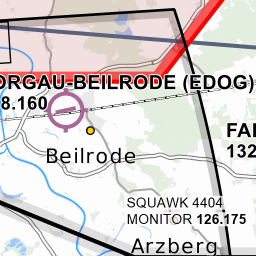 ORGAU-BEILRODE (EDOG)
8.160
FA
132
Beilrode
SQUAWK 4404
MONITOR 126.175
Arzberg